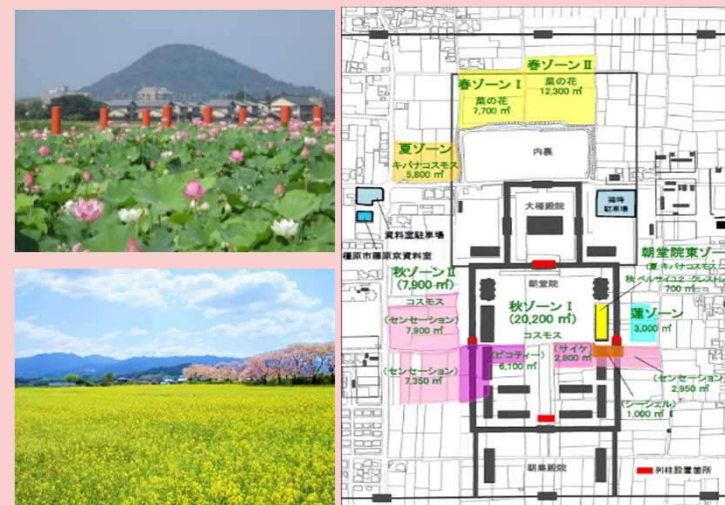 春ゾーンⅡ
菜の花
12,300 ㎡
春ゾーンⅠ
菜の花
7,700 ㎡
夏ゾーン
キバナコスモス
5,800 ㎡
内裏
大極殿院
臨時
駐車場
資料室駐車場
橿原市藤原京資料室
朝堂院東ゾー
(夏 キバナコスモス
700 ㎡
秋ゾーンⅡ
(7,900 ㎡)
コスモス
(センセーション)
7,900 ㎡
朝堂院
秋ゾーンⅠ
(20,200 ㎡)
コスモス
蓮ゾーン
3,000 ㎡
(センセーション)
7,350 ㎡
(ピコティー)
6,100 ㎡
(サイケ)
2,800 ㎡
(センセーション)
2,950 ㎡
(シーシェル)
1,000 ㎡
朝集殿院
列柱設置箇所